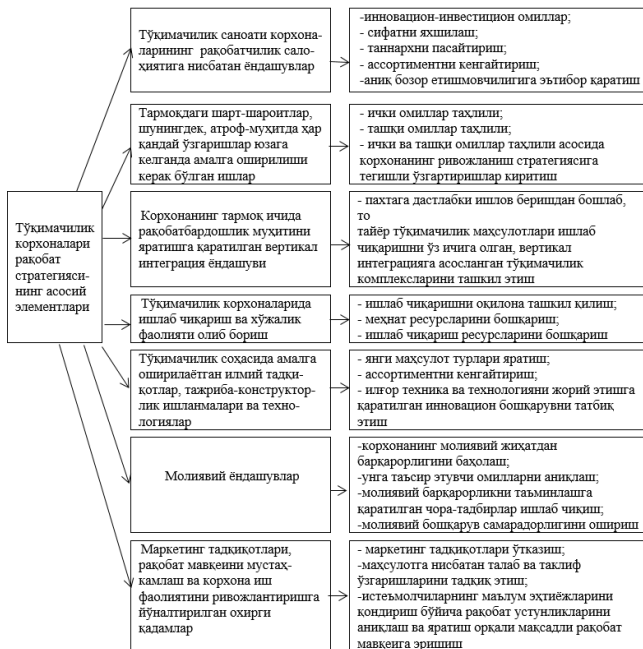 Тўқимачилик
корхоналари
рақобат
стратегияси-
нинг асосий
элементлари
Тўқимачилик саноати корхона-
ларининг рақобатчилик сало-
ҳиятига нисбатан ёндашувлар
-инновацион-инвестицион омиллар;
- сифатни яхшилаш;
- таннархни пасайтириш;
- ассортиментни кенгайтириш;
-аниқ бозор етишмовчилигига эътибор қаратиш
Тармоқдаги шарт-шароитлар,
шунингдек, атроф-муҳитда ҳар
қандай ўзгаришлар юзага
келганда амалга оширилиши
керак бўлган ишлар
- ички омиллар таҳлили;
- ташқи омиллар таҳлили;
- ички ва ташқи омиллар таҳлили асосида
корхонанинг ривожланиш стратегиясига
тегишли ўзгартиришлар киритиш
Корхонанинг тармоқ ичида
рақобатбардошлик муҳитини
яратишга қаратилган вертикал
интеграция ёндашуви
- пахтага дастлабки ишлов беришдан бошлаб,
то
тайёр тўқимачилик маҳсулотлари ишлаб
чиқаришни ўз ичига олган, вертикал
интеграцияга асосланган тўқимачилик
комплексларини ташкил этиш
Тўқимачилик корхоналарида
ишлаб чиқариш ва хўжалик
фаолияти олиб бориш
- ишлаб чиқаришни оқилона ташкил қилиш;
- меҳнат ресурсларини бошқариш;
- ишлаб чиқариш ресурсларини бошқариш
Тўқимачилик соҳасида амалга
оширилаётган илмий тадқи-
қотлар, тажриба-конструктор-
лик ишланмалари ва техно-
логиялар
- янги маҳсулот турлари яратиш;
- ассортиментни кенгайтириш;
- илғор техника ва технологияни жорий этишга
қаратилган инновацион бошқарувни татбиқ
этиш
Молиявий ёндашувлар
-корхонанинг молиявий жиҳатдан
барқарорлигини баҳолаш;
-унга таъсир этувчи омилларни аниқлаш;
-молиявий барқарорликни таъминлашга
қаратилган чора-тадбирлар ишлаб чиқиш;
-молиявий бошқарув самарадорлигини ошириш
Маркетинг тадқиқотлари,
рақобат мавқеини мустаҳ-
камлаш ва корхона иш
фаолиятини ривожлантиришга
йўналтирилган охирги
қадамлар
- маркетинг тадқиқотлари ўтказиш;
-маҳсулотга нисбатан талаб ва таклиф
ўзгаришларини тадқиқ этиш;
-истеъмолчиларнинг маълум эҳтиёжларини
қондириш бўйича рақобат устунликларини
аниқлаш ва яратиш орқали мақсадли рақобат
мавқеига эришиш